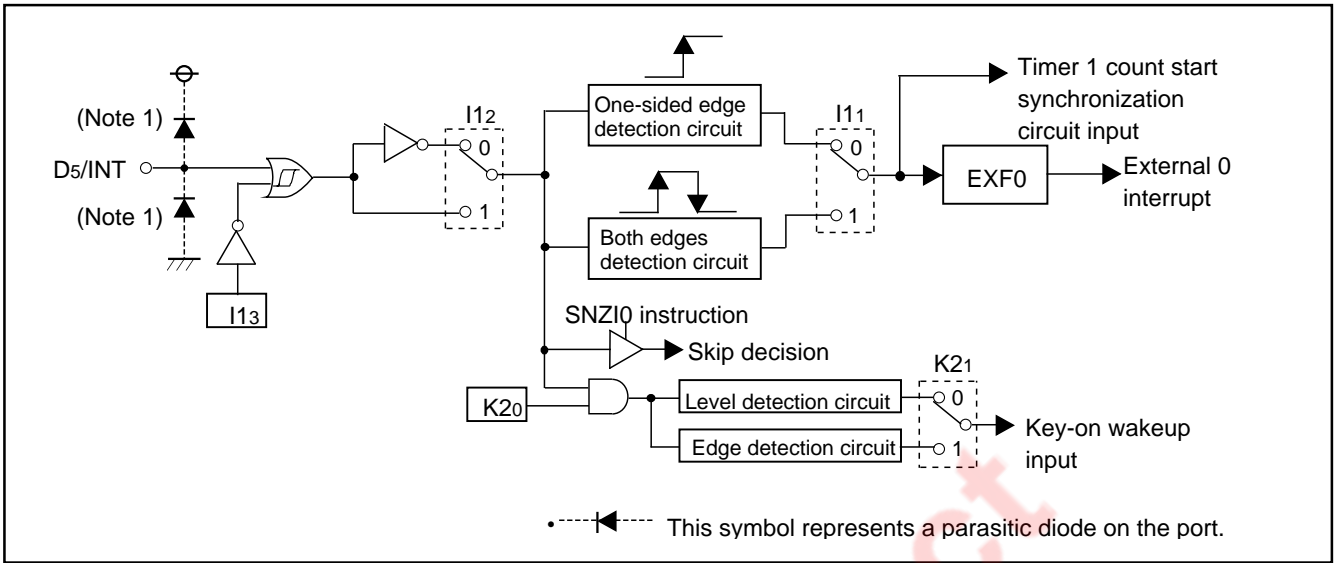 Timer 1 count start
synchronization
circuit input
(Note 1)
I12
One-sided edge
detection circuit
I11
0
0
D5/INT
EXF0
External 0
interrupt
(Note 1)
1
1
Both edges
detection circuit
I13
SNZI0 instruction
Skip decision
K21
K20
Level detection circuit
0
Key-on wakeup
input
Edge detection circuit
1
This symbol represents a parasitic diode on the port.
ct